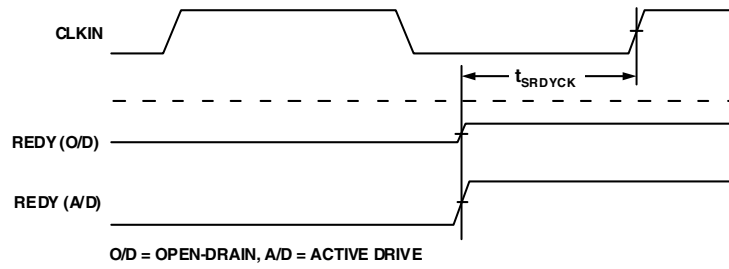 CLKIN
tSRDYCK
REDY (O/D)
REDY (A/D)
O/D = OPEN-DRAIN, A/D = ACTIVE DRIVE